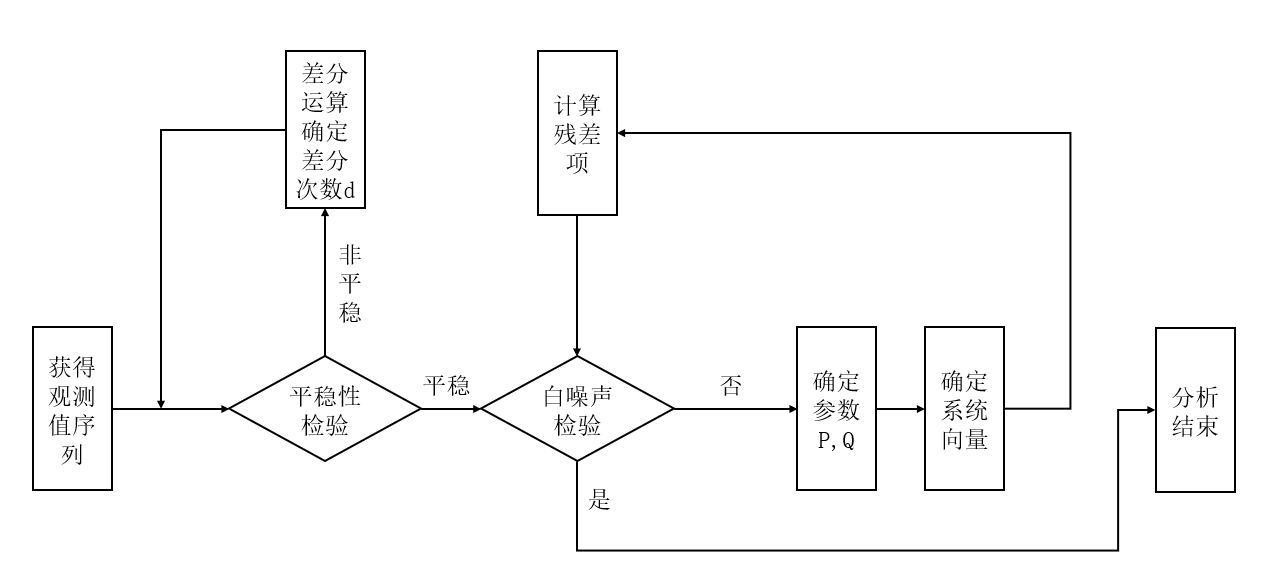 差分
运算
确定
差分
次数d
计算
残差
项
非
平
稳
获得
观测
值序
列
平稳性
检验
平稳
白噪声
检验
否
确定
参数
P,Q
确定
系统
向量
分析
结束
是